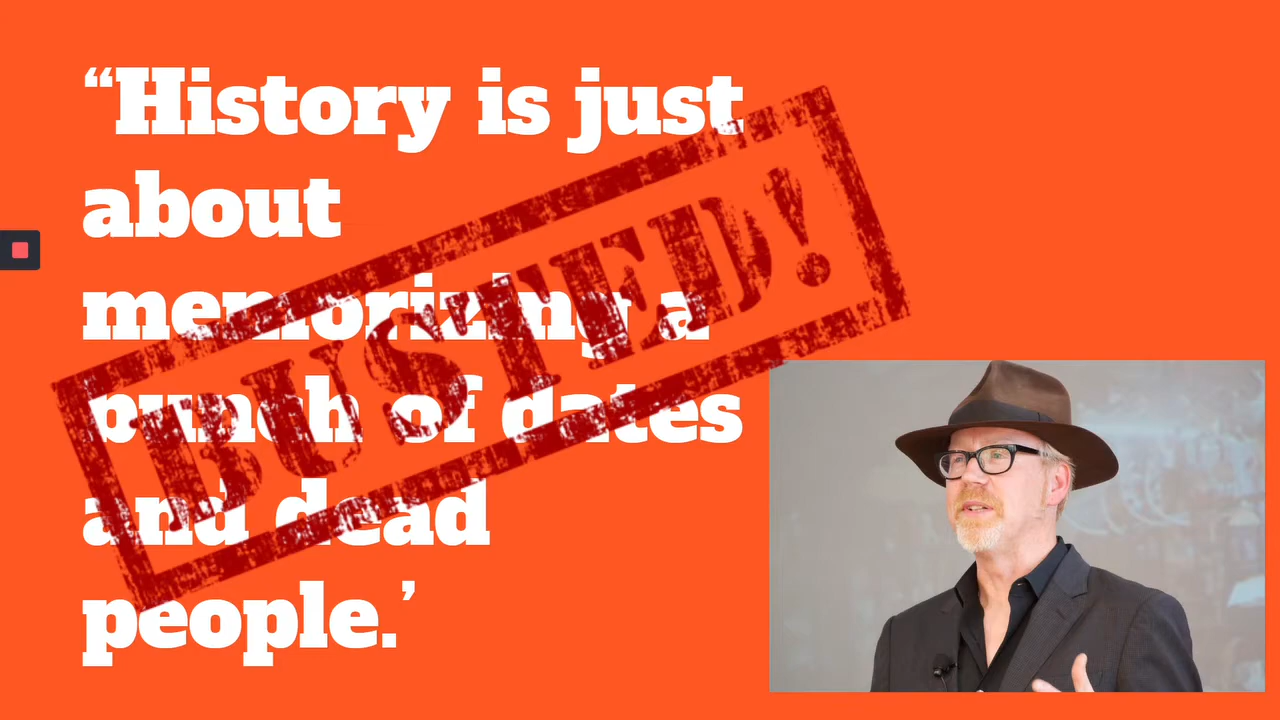 “History is just
about
memorizing a
bunch of dates
and dead
people.’
BUSTED!